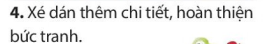 4. Xé dán thêm chi tiết, hoàn thiện
bức tranh.